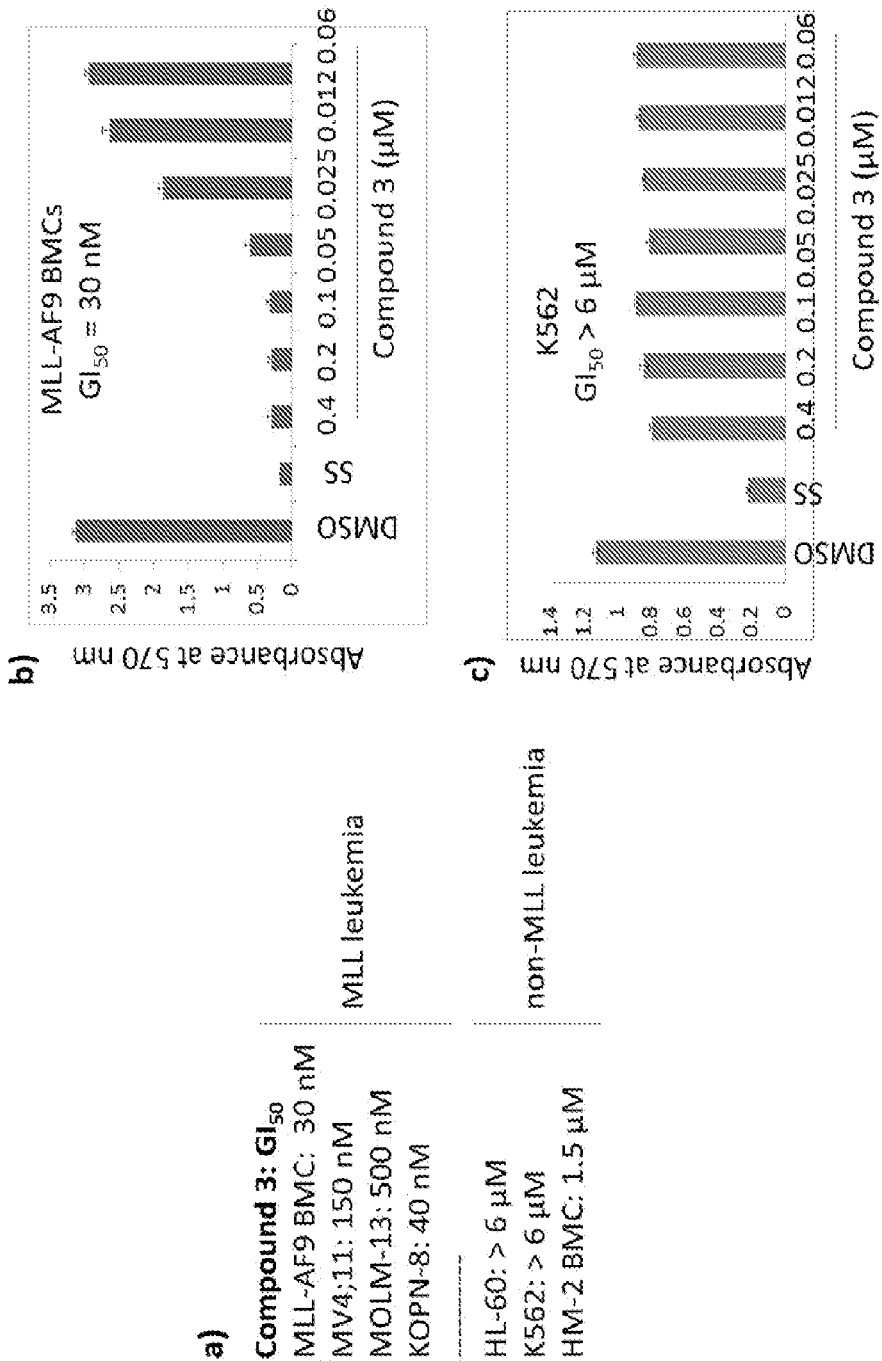 a)
Compound 3: GI50
MLL-AF9 BMC: 30 nM
MV4;11: 150 nM
MOLM-13: 500 nM
KOPN-8: 40 nM
MLL leukemia
HL-60: > 6 µM
K562: > 6 µM
HM-2 BMC: 1.5 µM
non-MLL leukemia
b)
MLL-AF9 BMCs
GI50 = 30 nM
Absorbance at 570 nm
3.5
3
2.5
2
1.5
1
0.5
0
DMSO SS 0.4 0.2 0.1 0.05 0.025 0.012 0.06
Compound 3 (µM)
c)
K562
GI50 > 6 µM
Absorbance at 570 nm
1.4
1.2
1
0.8
0.6
0.4
0.2
0
DMSO SS 0.4 0.2 0.1 0.05 0.025 0.012 0.06
Compound 3 (µM)